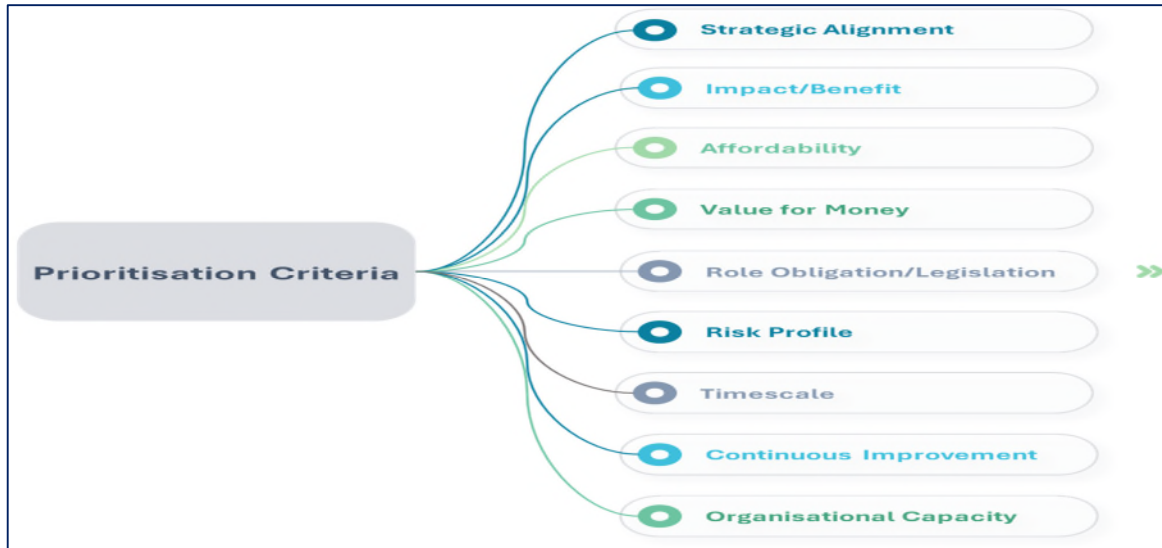 Strategic Alignment
Impact/Benefit
Affordability
Value for Money
Prioritisation Criteria
Role Obligation/Legislation
Risk Profile
Timescale
Continuous Improvement
Organisational Capacity